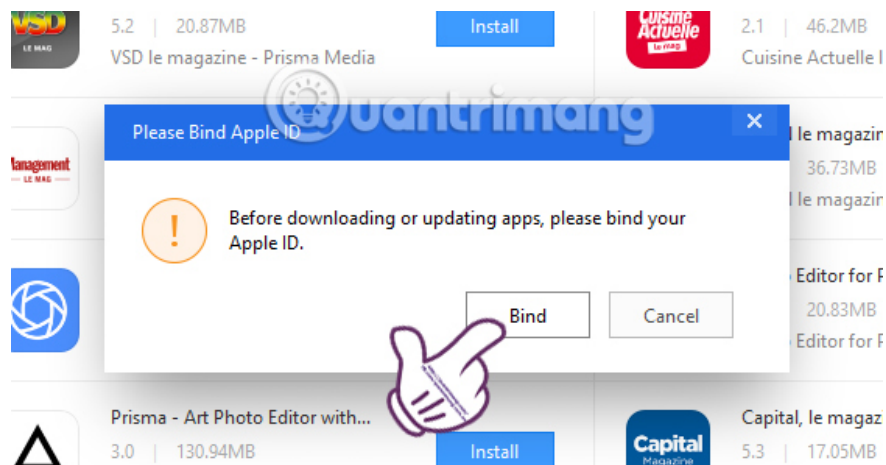 VSD
LE MAG
5.2 | 20.87MB
VSD le magazine - Prisma Media
Install
Cuisine
Actuelle
le mag
2.1 | 46.2MB
Cuisine Actuelle l
Quantrimang
Please Bind Apple ID
Before downloading or updating apps, please bind your
Apple ID.
Bind
Cancel
Management
LE MAG
le magazin
36.73MB
le magazin
Editor for P
20.83MB
Editor for P
Prisma - Art Photo Editor with...
3.0 | 130.94MB
Install
Capital
Magazine
Capital, le magaz
5.3 | 17.05MB